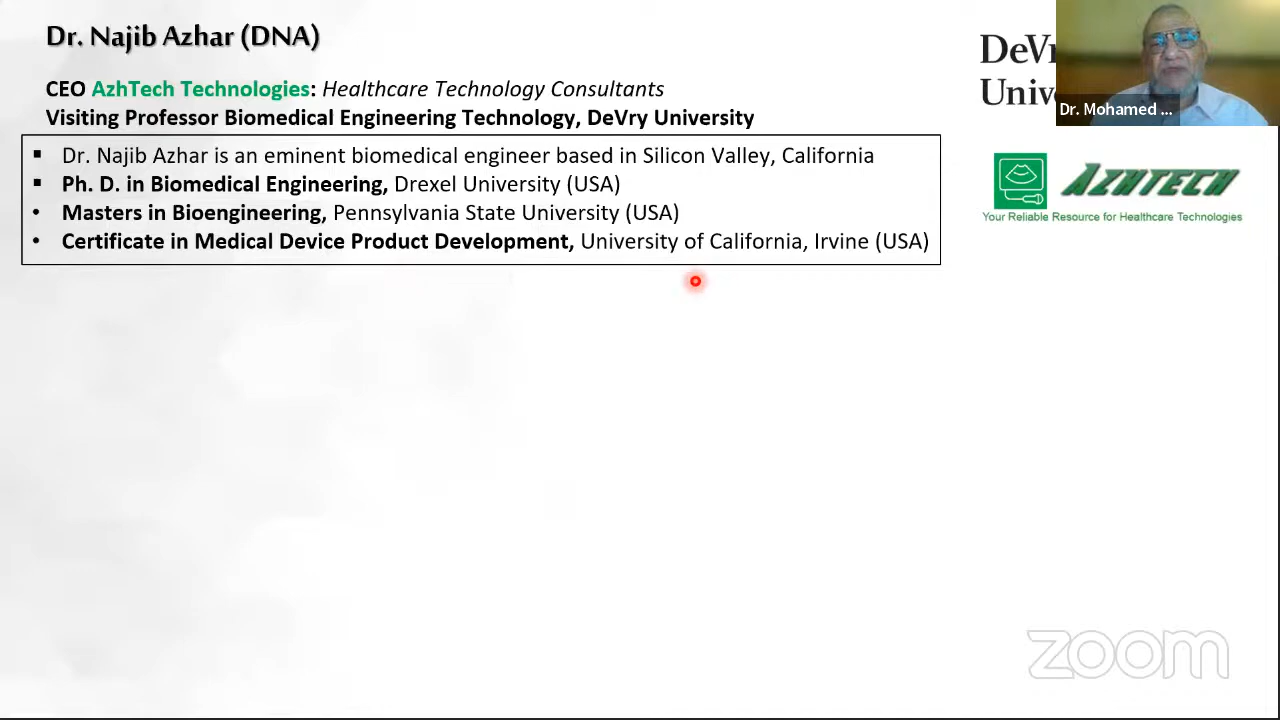 Dr. Najib Azhar (DNA)
CEO AzhTech Technologies: Healthcare Technology Consultants
Visiting Professor Biomedical Engineering Technology, DeVry University
▪ Dr. Najib Azhar is an eminent biomedical engineer based in Silicon Valley, California
▪ Ph. D. in Biomedical Engineering, Drexel University (USA)
• Masters in Bioengineering, Pennsylvania State University (USA)
• Certificate in Medical Device Product Development, University of California, Irvine (USA)
DeVr
Unive
Dr. Mohamed ...
AZHTECH
Your Reliable Resource for Healthcare Technologies
zoom